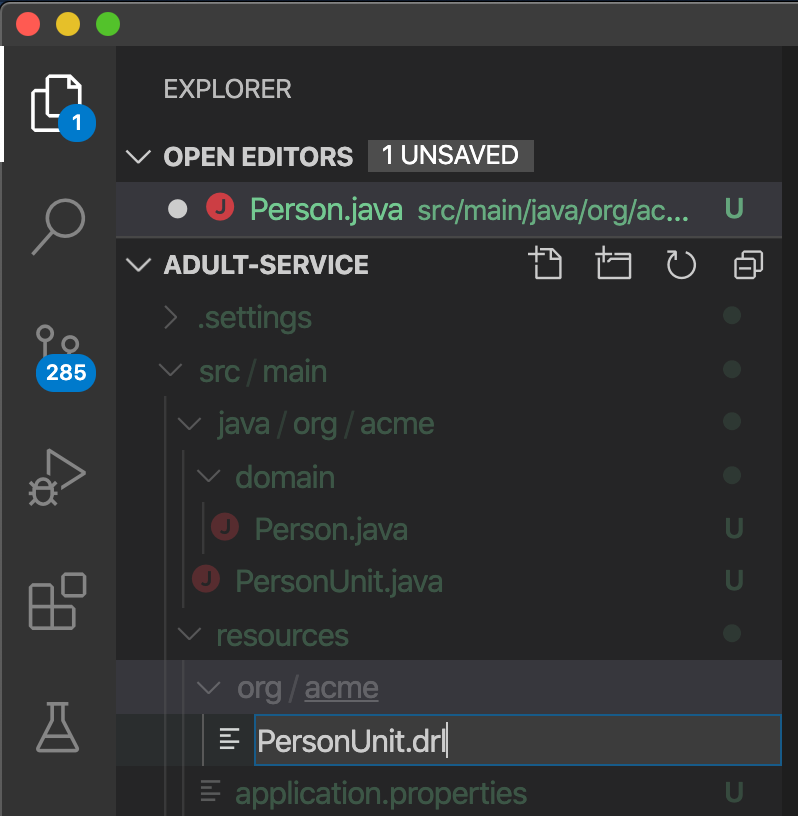 EXPLORER
1
OPEN EDITORS 1 UNSAVED
J Person.java src/main/java/org/ac... U
ADULT-SERVICE
.settings
285
src / main
java / org / acme
domain
J Person.java U
J PersonUnit.java U
resources
org / acme
PersonUnit.drl
application.properties U